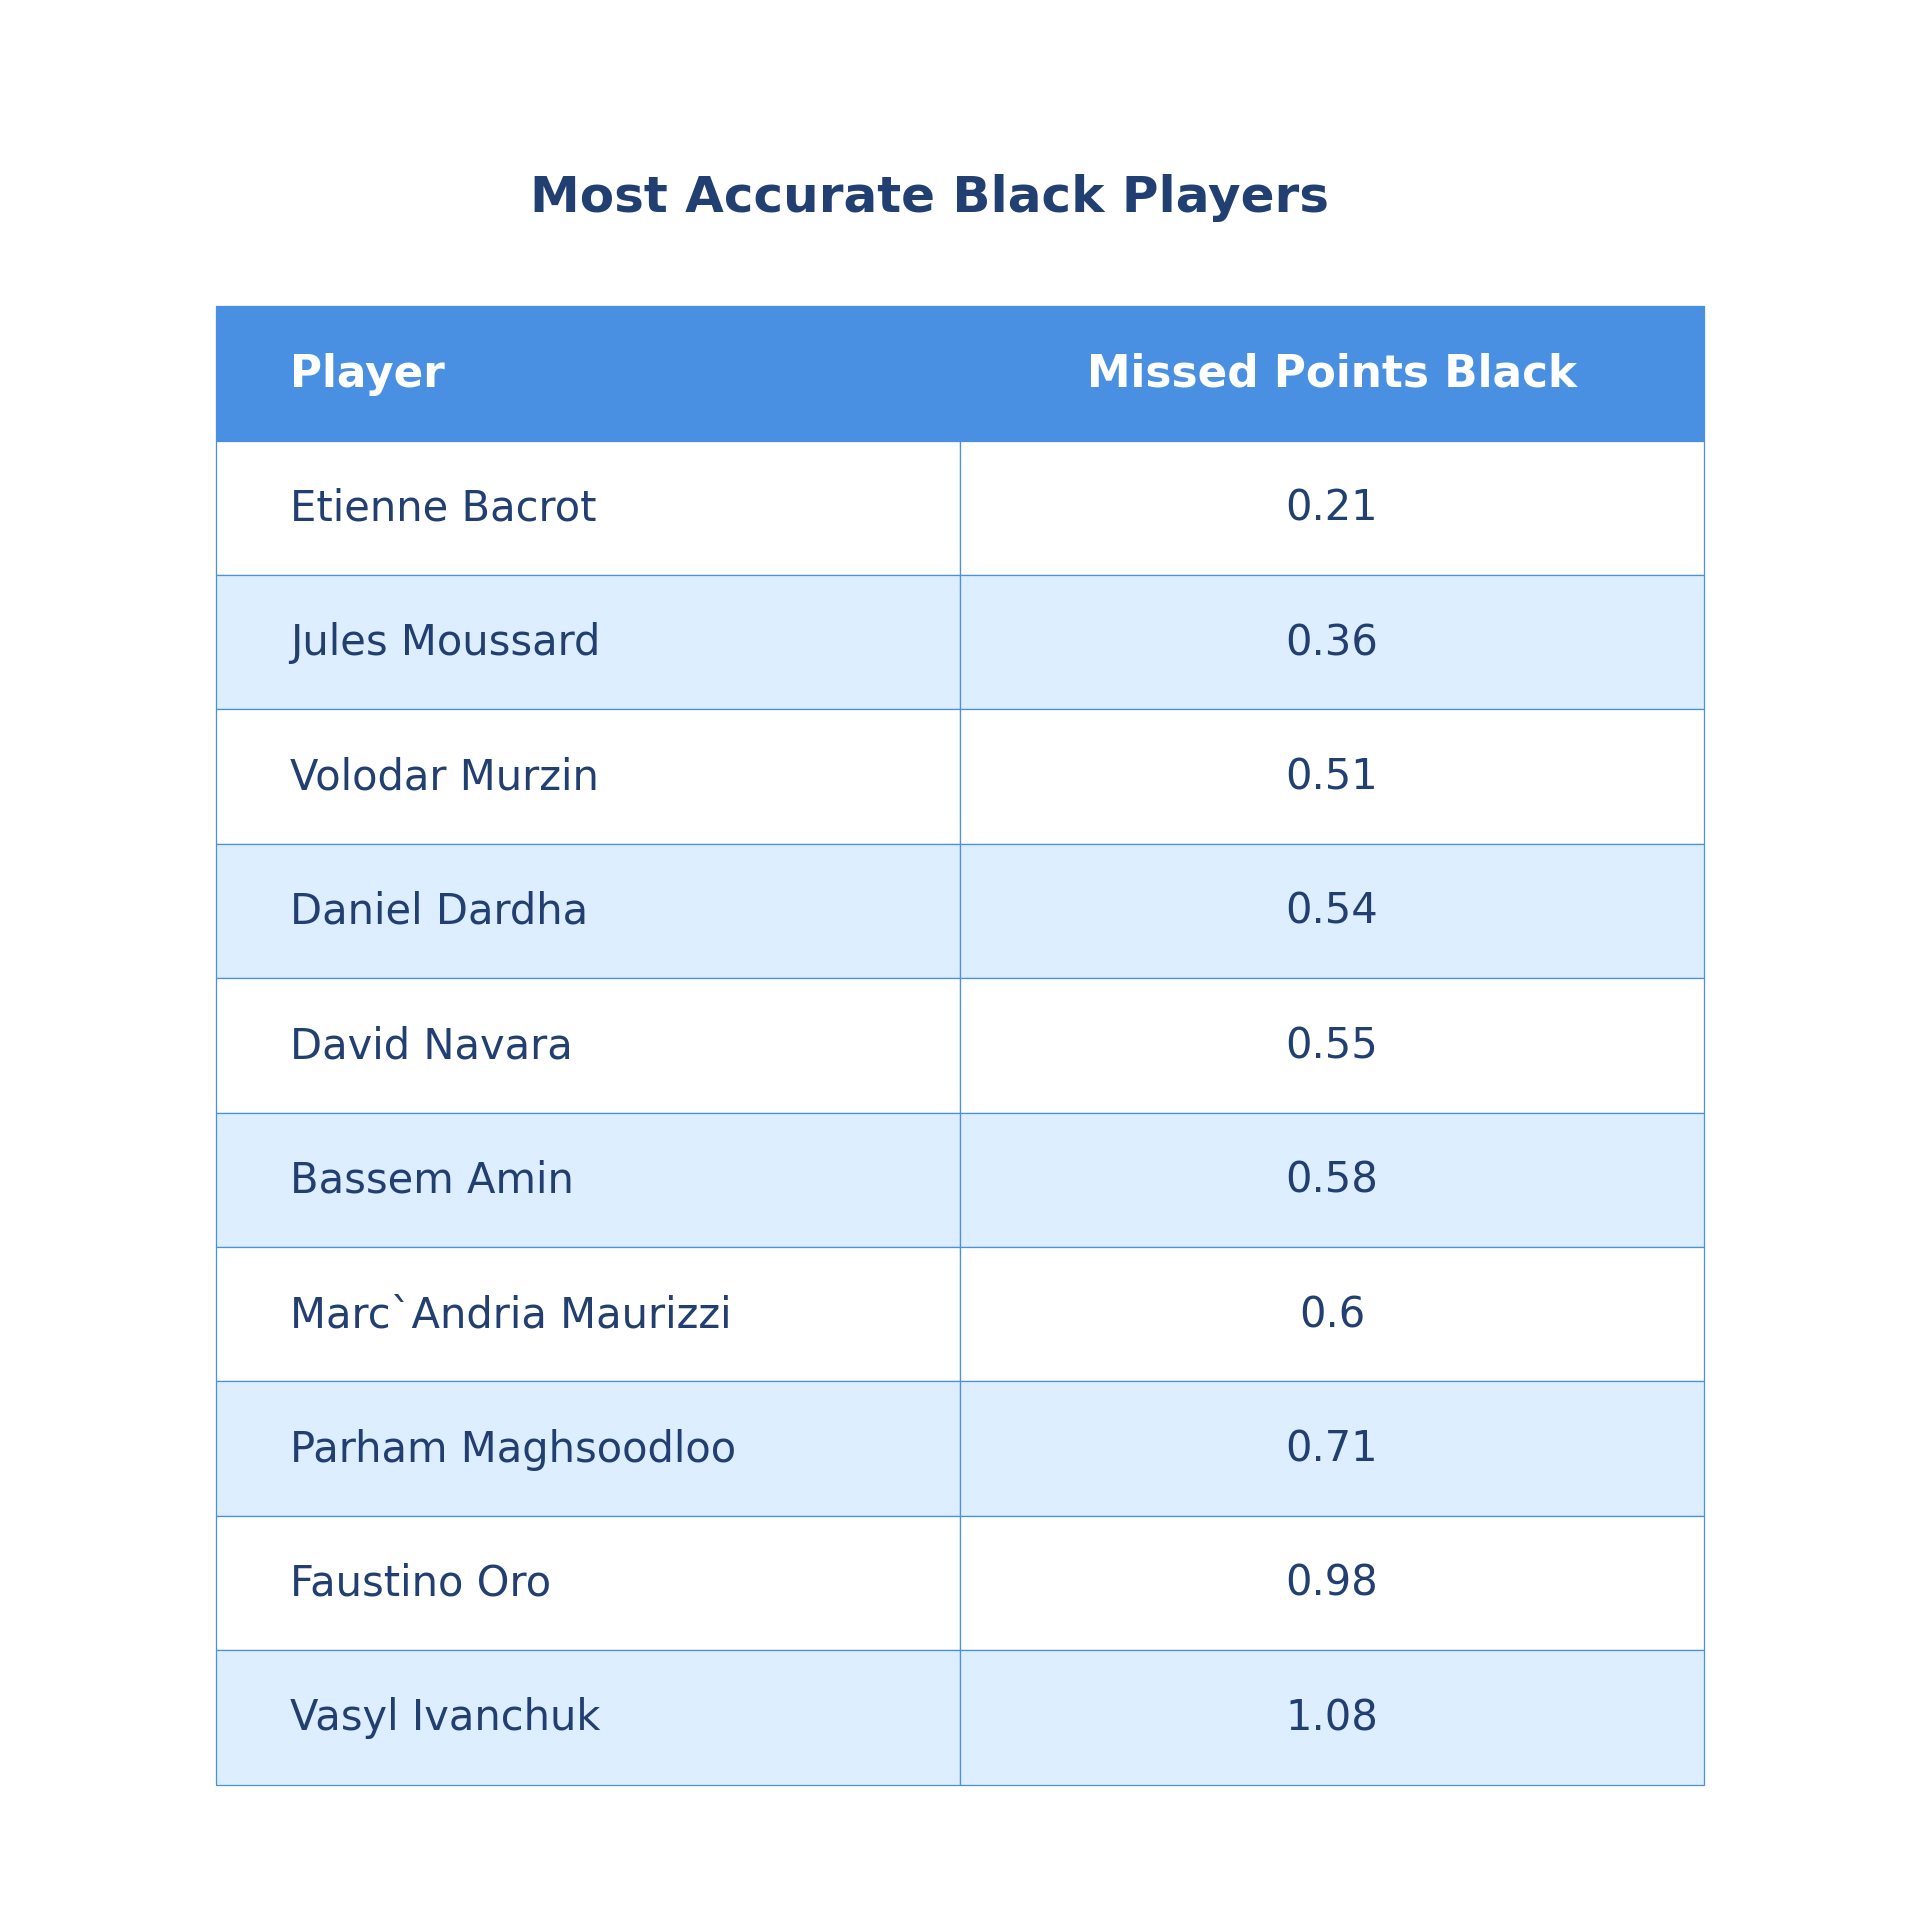 Most Accurate Black Players
Player Missed Points Black
Etienne Bacrot 0.21
Jules Moussard 0.36
Volodar Murzin 0.51
Daniel Dardha 0.54
David Navara 0.55
Bassem Amin 0.58
Marc`Andria Maurizzi 0.6
Parham Maghsoodloo 0.71
Faustino Oro 0.98
Vasyl Ivanchuk 1.08